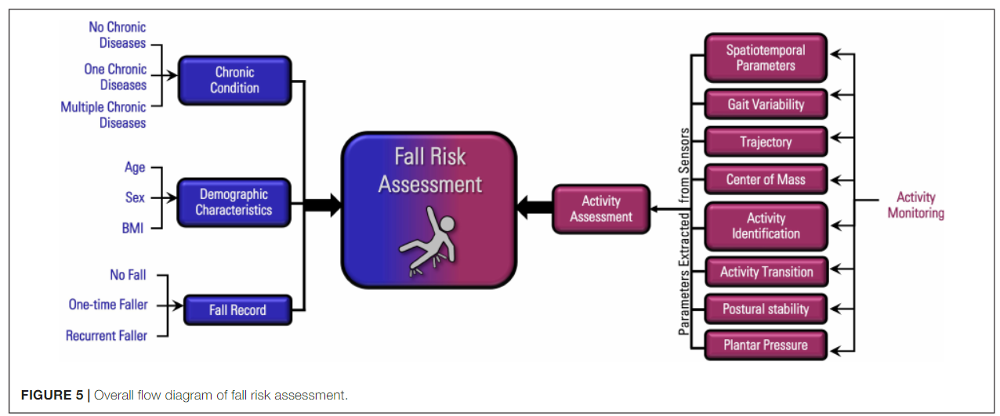 No Chronic
Diseases
One Chronic
Diseases
Multiple Chronic
Diseases
Chronic
Condition
Age
Sex
BMI
Demographic
Characteristics
No Fall
One-time Faller
Recurrent Faller
Fall Record
Fall Risk
Assessment
Activity
Assessment
Parameters Extracted from Sensors
Spatiotemporal
Parameters
Gait Variability
Trajectory
Center of Mass
Activity
Identification
Activity Transition
Postural stability
Plantar Pressure
Activity
Monitoring
FIGURE 5 | Overall flow diagram of fall risk assessment.